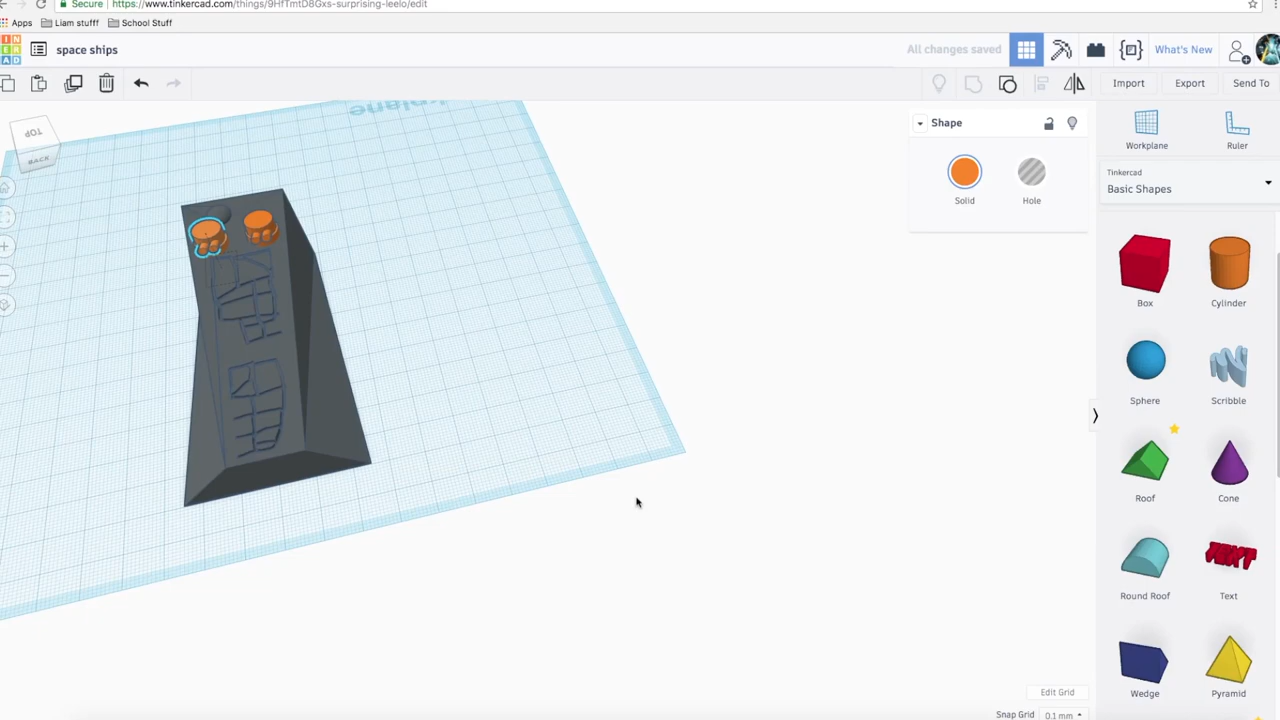 Secure https://www.tinkercad.com/things/9HfTmtD8Gxs-surprising-leelo/edit
Apps Liam stufff School Stuff
space ships All changes saved What's New
Import Export Send To
TOP
BACK
Shape
Solid Hole
Workplane Ruler
Tinkercad
Basic Shapes
Box Cylinder
Sphere Scribble
Roof Cone
Round Roof Text
TEXT
Wedge Pyramid
Edit Grid
Snap Grid 0.1 mm